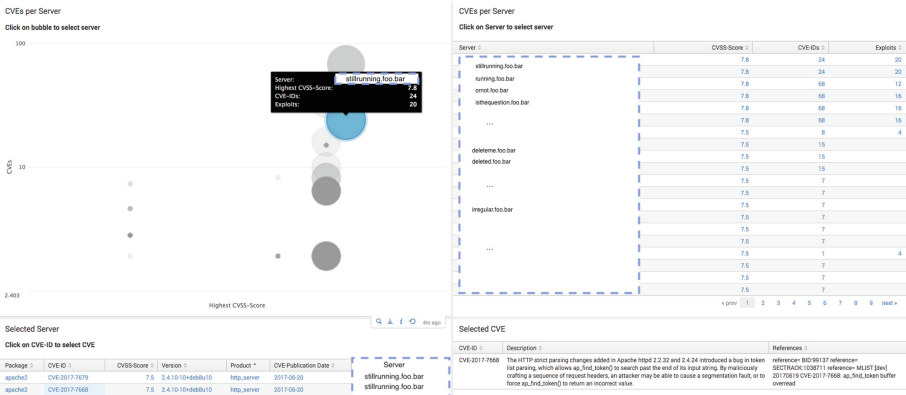 CVEs per Server
Click on bubble to select server
100
CVEs
10
2.403
Highest CVSS-Score
Server: stillrunning.foo.bar
Highest CVSS-Score: 7.8
CVE-IDs: 24
Exploits: 20
4m ago
CVEs per Server
Click on Server to select server
Server CVSS-Score CVE-IDs Exploits
stillrunning.foo.bar 7.8 24 20
7.8 24 20
running.foo.bar 7.8 68 12
ornot.foo.bar 7.8 68 16
isthequestion.foo.bar 7.8 68 16
7.8 68 16
... 7.5 8 4
7.5 15
deleteme.foo.bar 7.5 15
deleted.foo.bar 7.5 15
7.5 7
... 7.5 7
7.5 7
irregular.foo.bar 7.5 7
7.5 7
7.5 7
... 7.5 1 4
7.5 7
7.5 7
7.5 7
« prev 1 2 3 4 5 6 7 8 9 next »
Selected Server
Click on CVE-ID to select CVE
Package CVE-ID CVSS-Score Version Product CVE-Publication Date Server
apache2 CVE-2017-7679 7.5 2.4.10-10+deb8u10 http_server 2017-06-20 stillrunning.foo.bar
apache2 CVE-2017-7668 7.5 2.4.10-10+deb8u10 http_server 2017-06-20 stillrunning.foo.bar
Selected CVE
CVE-ID Description References
CVE-2017-7668 The HTTP strict parsing changes added in Apache httpd 2.2.32 and 2.4.24 introduced a bug in token reference= BID:99137 reference=
list parsing, which allows ap_find_token() to search past the end of its input string. By maliciously SECTRACK:1038711 reference= MLIST:[dev]
crafting a sequence of request headers, an attacker may be able to cause a segmentation fault, or to 20170619 CVE-2017-7668: ap_find_token buffer
force ap_find_token() to return an incorrect value. overread